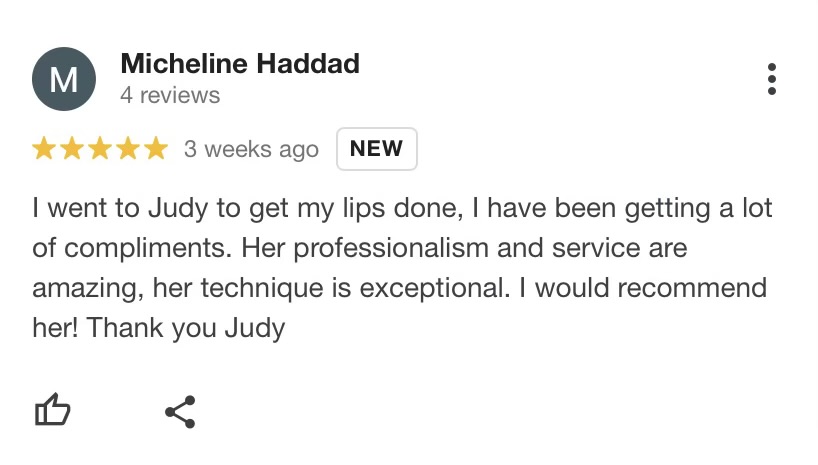 M
Micheline Haddad
4 reviews
3 weeks ago NEW
I went to Judy to get my lips done, I have been getting a lot
of compliments. Her professionalism and service are
amazing, her technique is exceptional. I would recommend
her! Thank you Judy